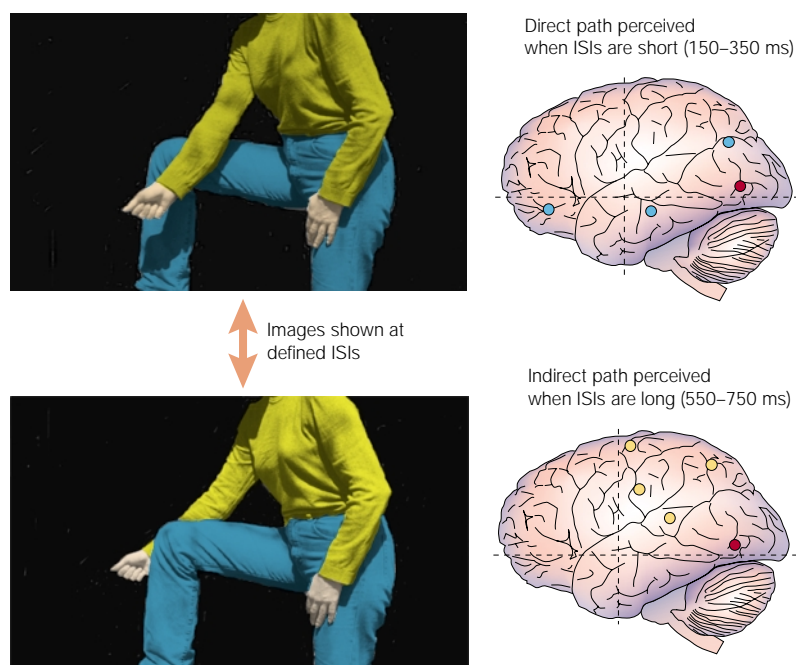 Direct path perceived
when ISIs are short (150–350 ms)
Images shown at
defined ISIs
Indirect path perceived
when ISIs are long (550–750 ms)